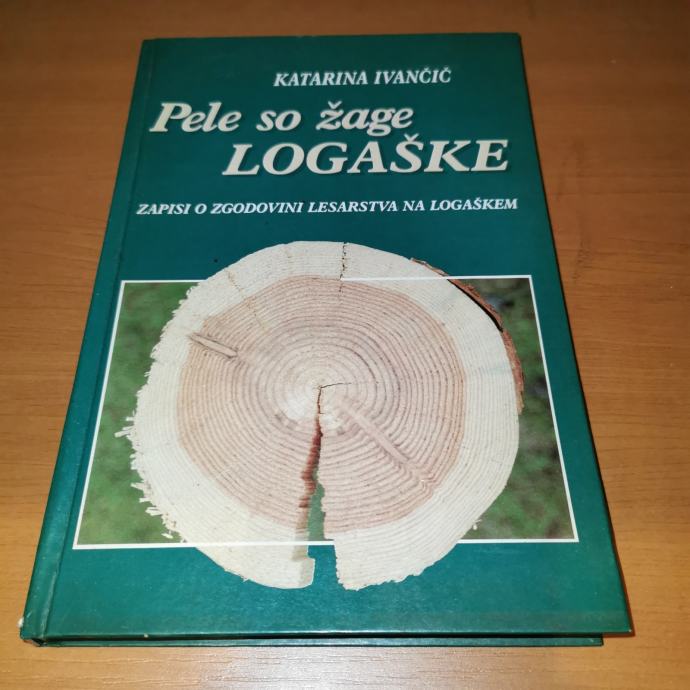 KATARINA IVANČIČ
Pele so žage
LOGAŠKE
ZAPISI O ZGODOVINI LESARSTVA NA LOGAŠKEM